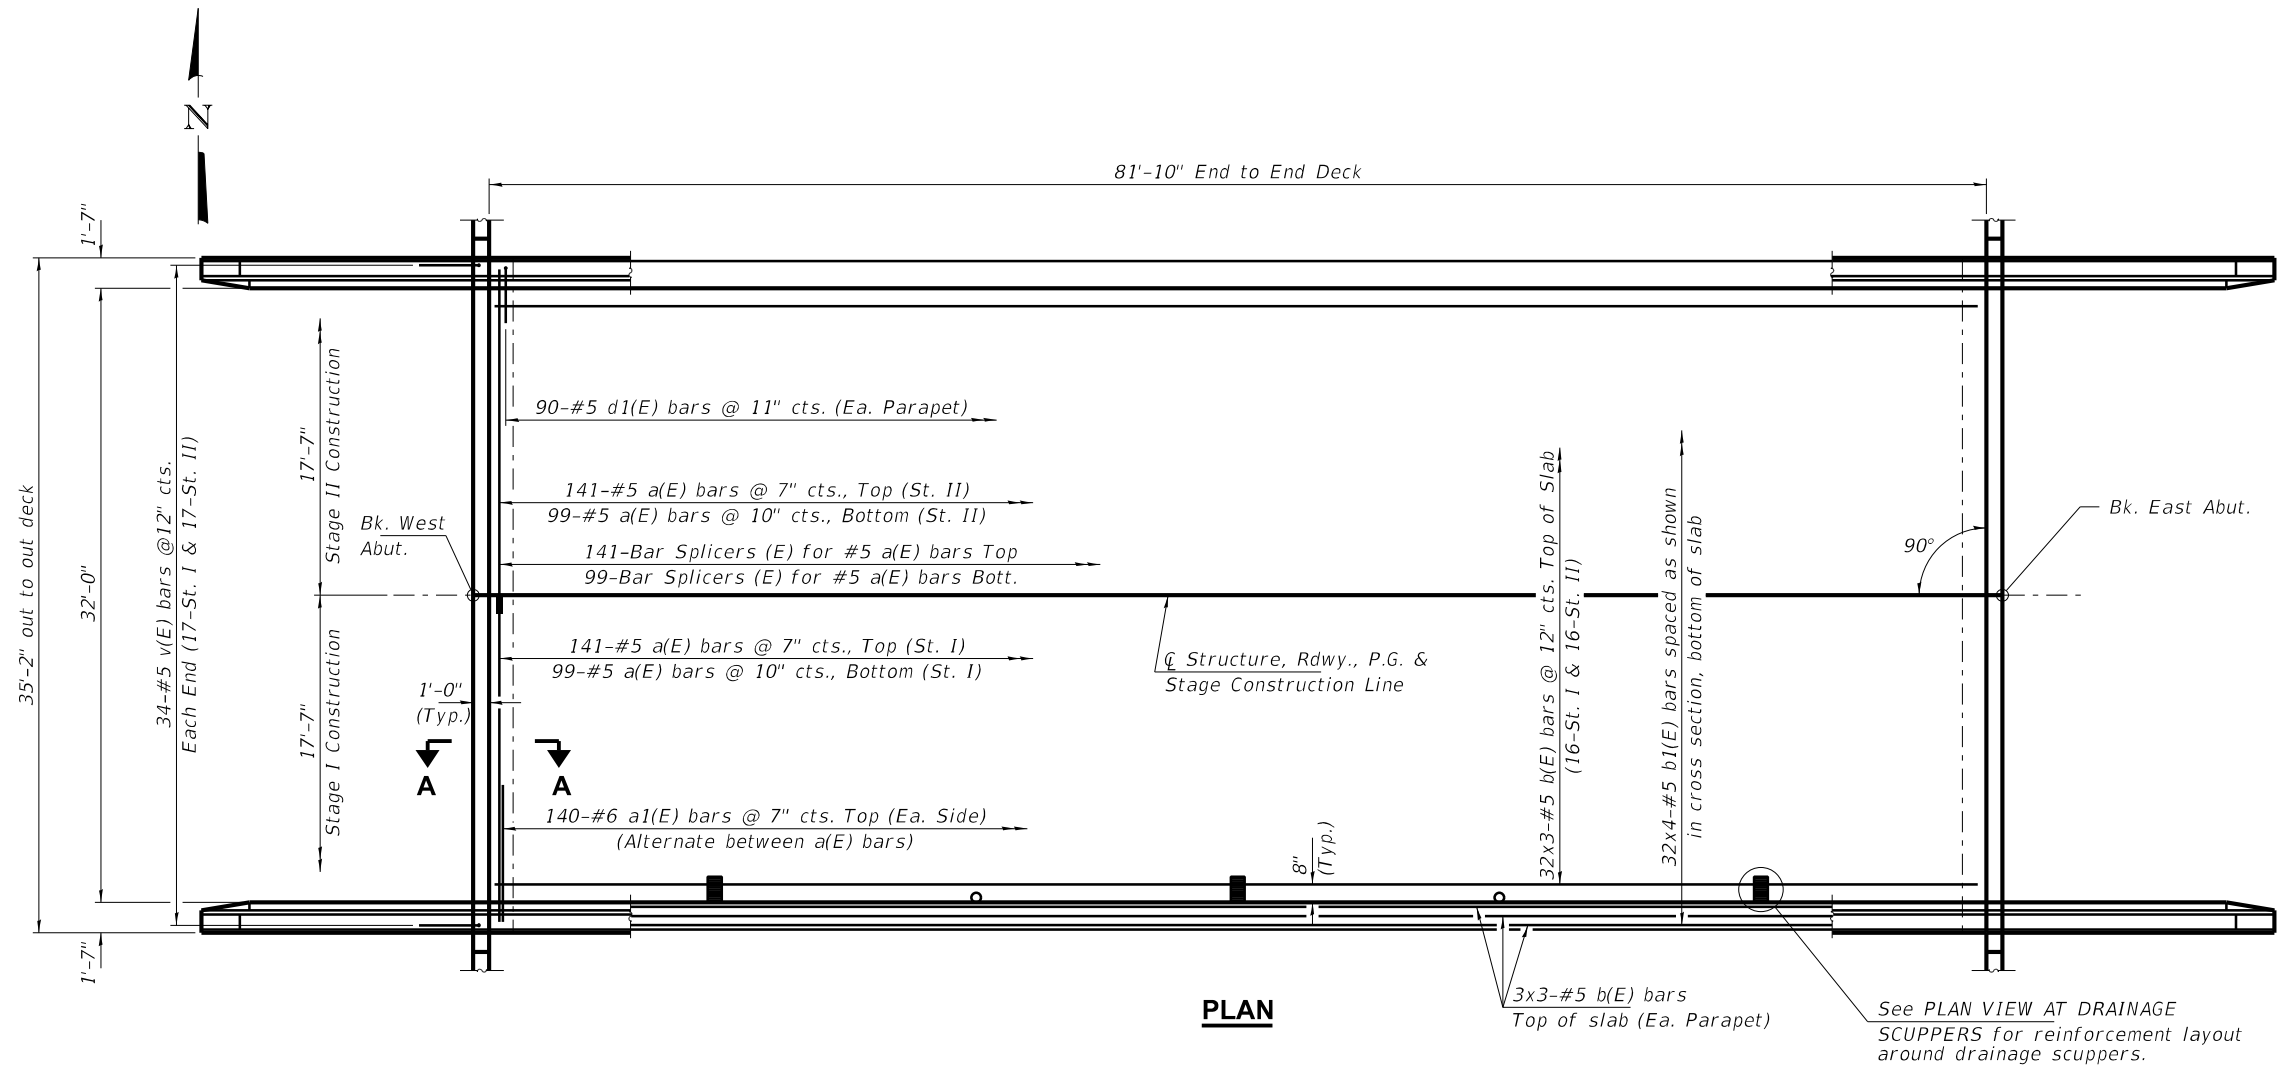 N
81'-10" End to End Deck
1'-7"
35'-2" out to out deck
32'-0"
1'-7"
34-#5 v(E) bars @12" cts.
Each End (17-St. I & 17-St. II)
17'-7"
Stage II Construction
17'-7"
Stage I Construction
Bk. West
Abut.
90-#5 d1(E) bars @ 11" cts. (Ea. Parapet)
141-#5 a(E) bars @ 7" cts., Top (St. II)
99-#5 a(E) bars @ 10" cts., Bottom (St. II)
141-Bar Splicers (E) for #5 a(E) bars Top
99-Bar Splicers (E) for #5 a(E) bars Bott.
141-#5 a(E) bars @ 7" cts., Top (St. I)
99-#5 a(E) bars @ 10" cts., Bottom (St. I)
1'-0"
(Typ.)
A
A
140-#6 a1(E) bars @ 7" cts. Top (Ea. Side)
(Alternate between a(E) bars)
℄ Structure, Rdwy., P.G. &
Stage Construction Line
8"
(Typ.)
32x3-#5 b(E) bars @ 12" cts. Top of Slab
(16-St. I & 16-St. II)
32x4-#5 b1(E) bars spaced as shown
in cross section, bottom of slab
90°
Bk. East Abut.
3x3-#5 b(E) bars
Top of slab (Ea. Parapet)
See PLAN VIEW AT DRAINAGE
SCUPPERS for reinforcement layout
around drainage scuppers.
PLAN